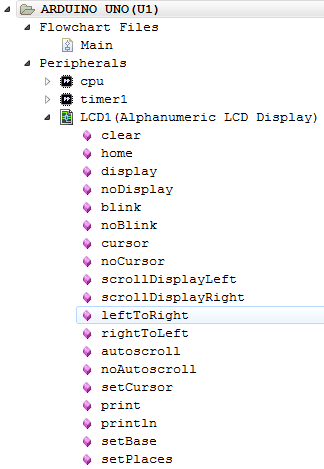 ARDUINO UNO(U1)
Flowchart Files
Main
Peripherals
cpu
timer1
LCD1(Alphanumeric LCD Display)
clear
home
display
noDisplay
blink
noBlink
cursor
noCursor
scrollDisplayLeft
scrollDisplayRight
leftToRight
rightToLeft
autoscroll
noAutoscroll
setCursor
print
println
setBase
setPlaces